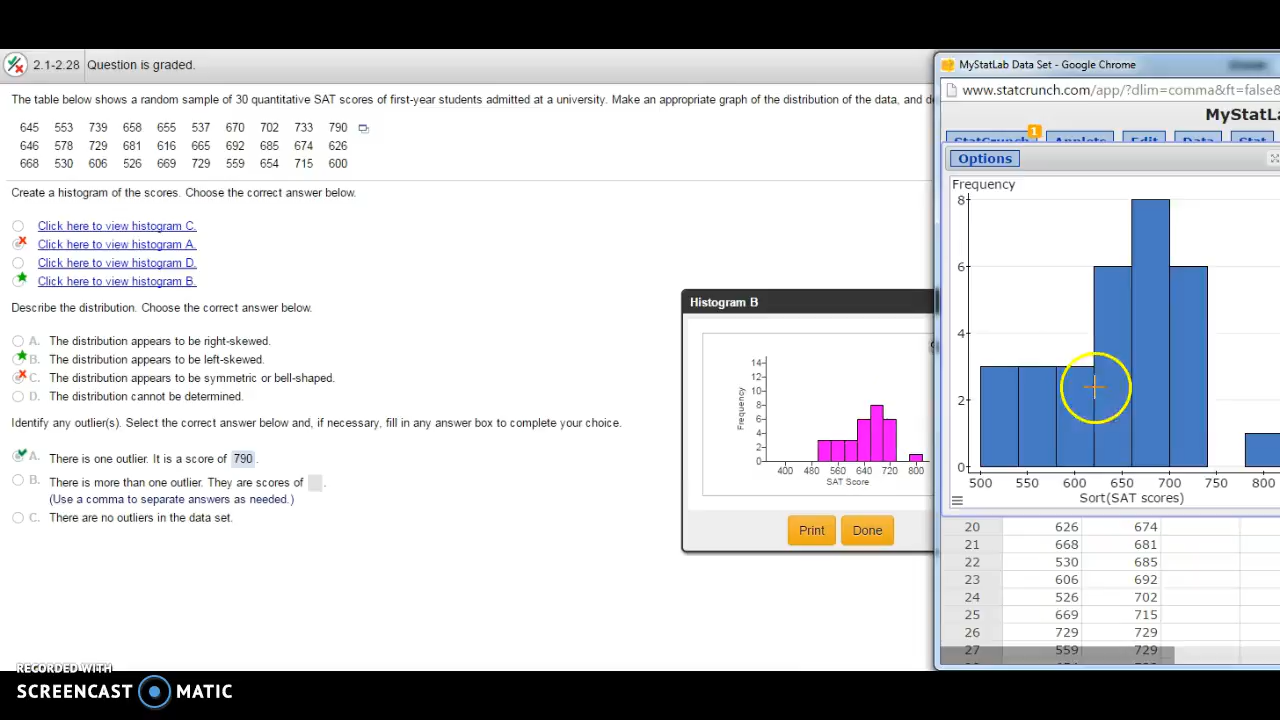 2.1-2.28 Question is graded.
The table below shows a random sample of 30 quantitative SAT scores of first-year students admitted at a university. Make an appropriate graph of the distribution of the data, and de
645 553 739 658 655 537 670 702 733 790
646 578 729 681 616 665 692 685 674 626
668 530 606 526 669 729 559 654 715 600
Create a histogram of the scores. Choose the correct answer below.
Click here to view histogram C.
Click here to view histogram A.
Click here to view histogram D.
Click here to view histogram B.
Describe the distribution. Choose the correct answer below.
A. The distribution appears to be right-skewed.
B. The distribution appears to be left-skewed.
C. The distribution appears to be symmetric or bell-shaped.
D. The distribution cannot be determined.
Identify any outlier(s). Select the correct answer below and, if necessary, fill in any answer box to complete your choice.
A. There is one outlier. It is a score of 790.
B. There is more than one outlier. They are scores of .
(Use a comma to separate answers as needed.)
C. There are no outliers in the data set.
Histogram B
Frequency
14
12
10
8
6
4
2
0
400 480 560 640 720 800
SAT Score
Print Done
MyStatLab Data Set - Google Chrome
www.statcrunch.com/app/?dlim=comma&ft=false&
MyStatLa
StatCrunch 1 Applets Edit Data Stat
Options
Frequency
8
6
4
2
0
500 550 600 650 700 750 800
Sort(SAT scores)
20 626 674
21 668 681
22 530 685
23 606 692
24 526 702
25 669 715
26 729 729
27 559 729
RECORDED WITH
SCREENCAST MATIC